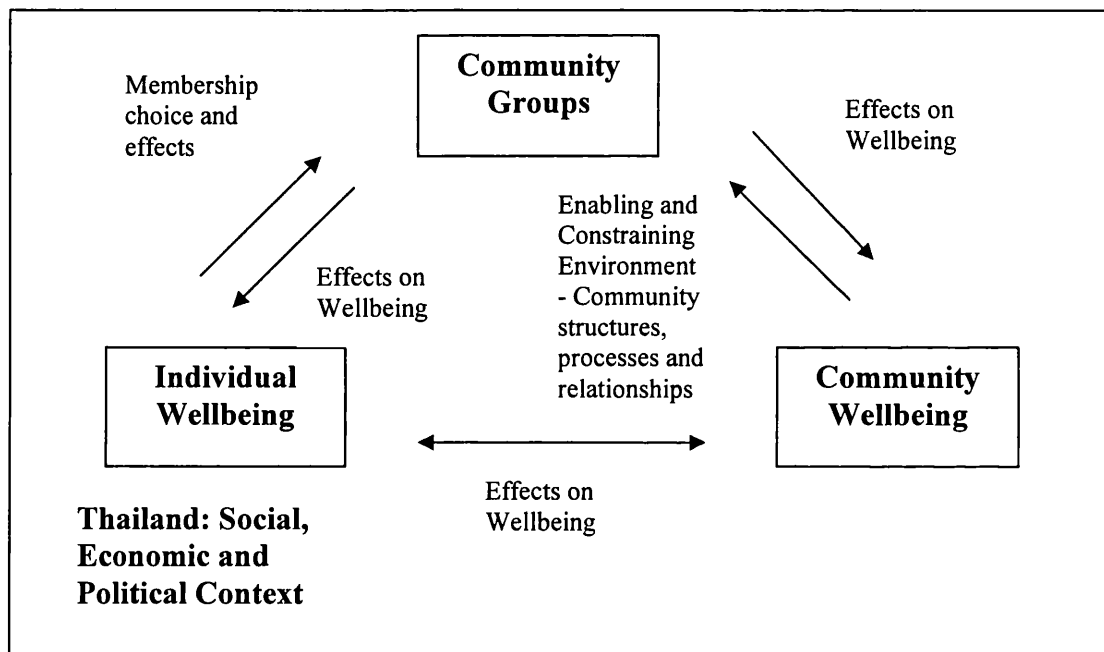 Community
Groups
Membership
choice and
effects
Effects on
Wellbeing
Enabling and
Constraining
Environment
- Community
structures,
processes and
relationships
Effects on
Wellbeing
Individual
Wellbeing
Community
Wellbeing
Effects on
Wellbeing
Thailand: Social,
Economic and
Political Context